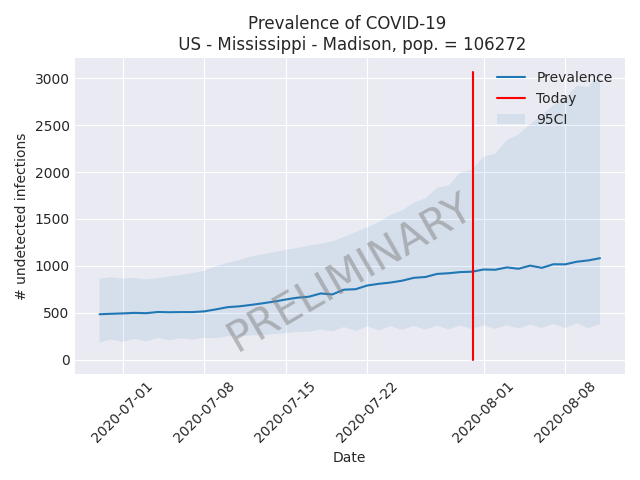 Prevalence of COVID-19
US - Mississippi - Madison, pop. = 106272
# undetected infections
3000
2500
2000
1500
1000
500
0
Prevalence
Today
95CI
PRELIMINARY
2020-07-01
2020-07-08
2020-07-15
2020-07-22
2020-08-01
2020-08-08
Date